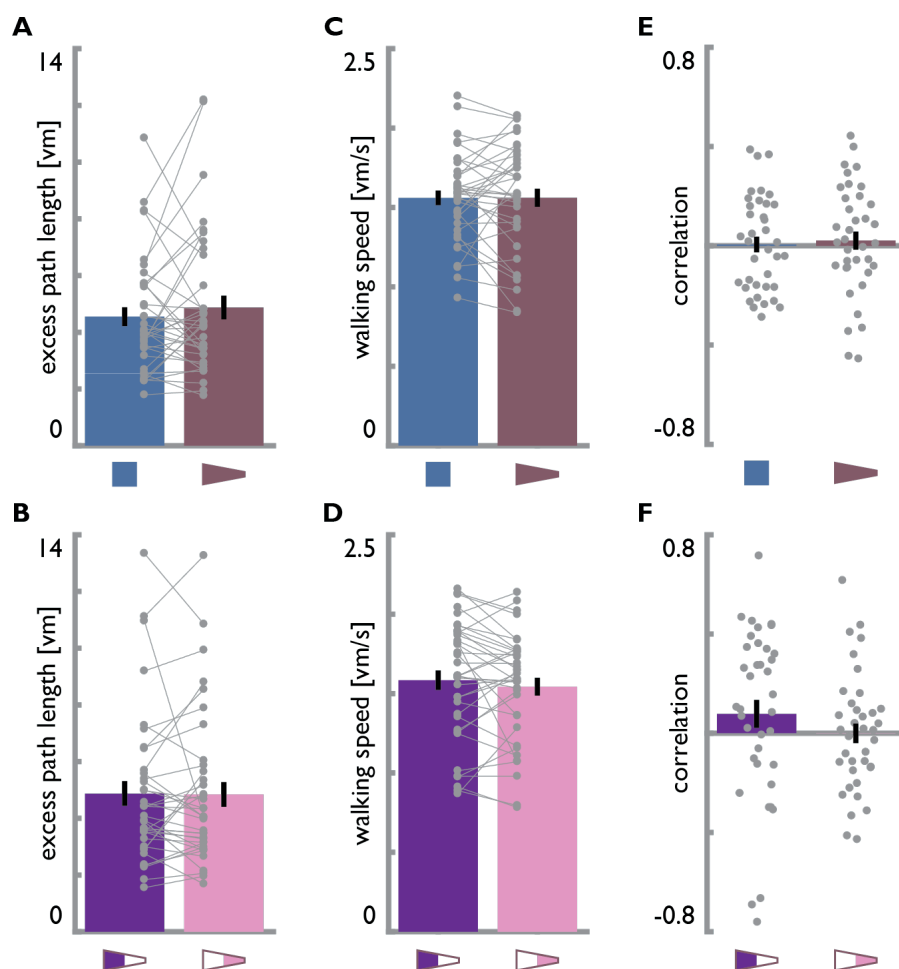 A
14
excess path length [vm]
0
C
2.5
walking speed [vm/s]
0
E
0.8
correlation
-0.8
B
14
excess path length [vm]
0
D
2.5
walking speed [vm/s]
0
F
0.8
correlation
-0.8